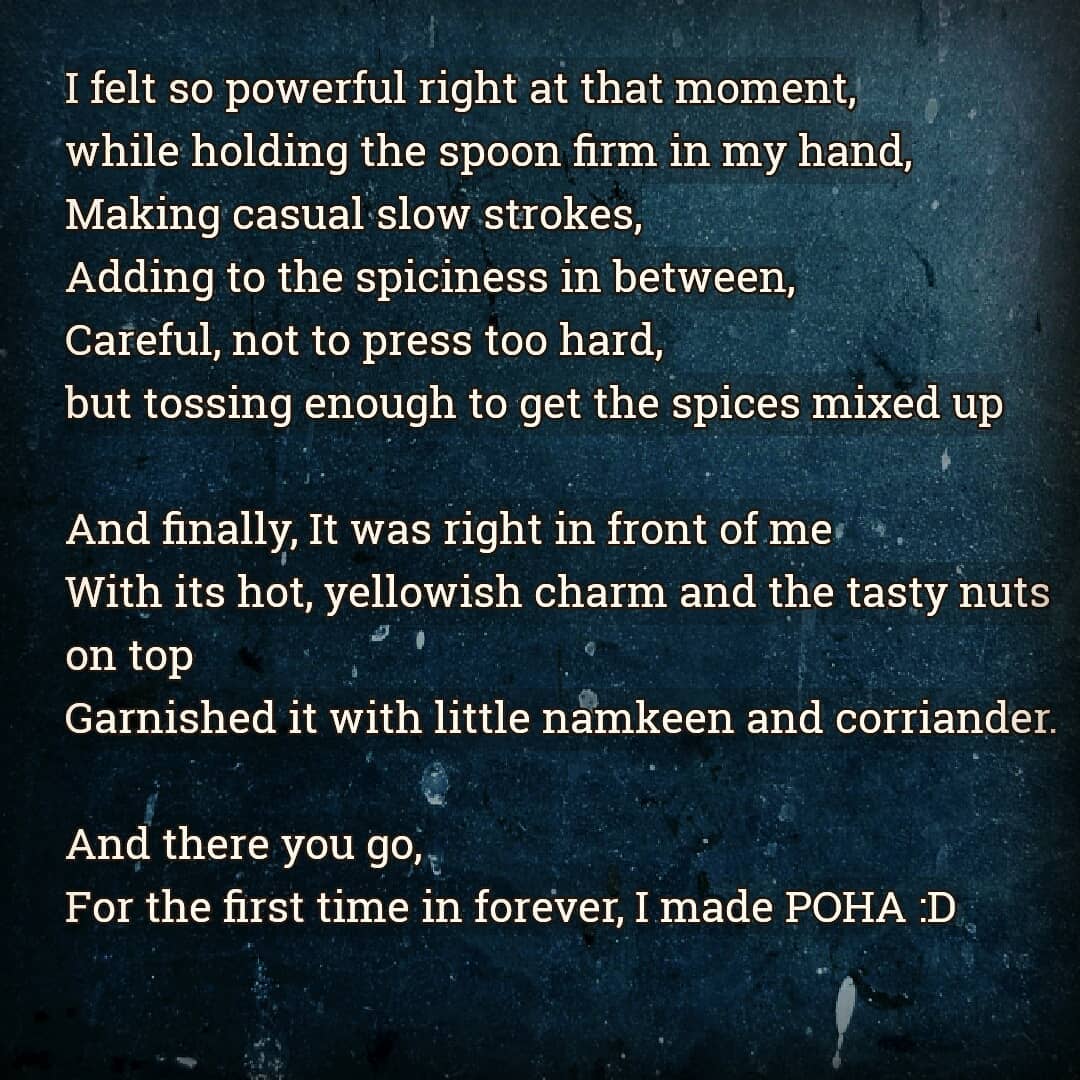 I felt so powerful right at that moment,
while holding the spoon firm in my hand,
Making casual slow strokes,
Adding to the spiciness in between,
Careful, not to press too hard,
but tossing enough to get the spices mixed up
And finally, It was right in front of me
With its hot, yellowish charm and the tasty nuts
on top
Garnished it with little namkeen and corriander.
And there you go,
For the first time in forever, I made POHA :D